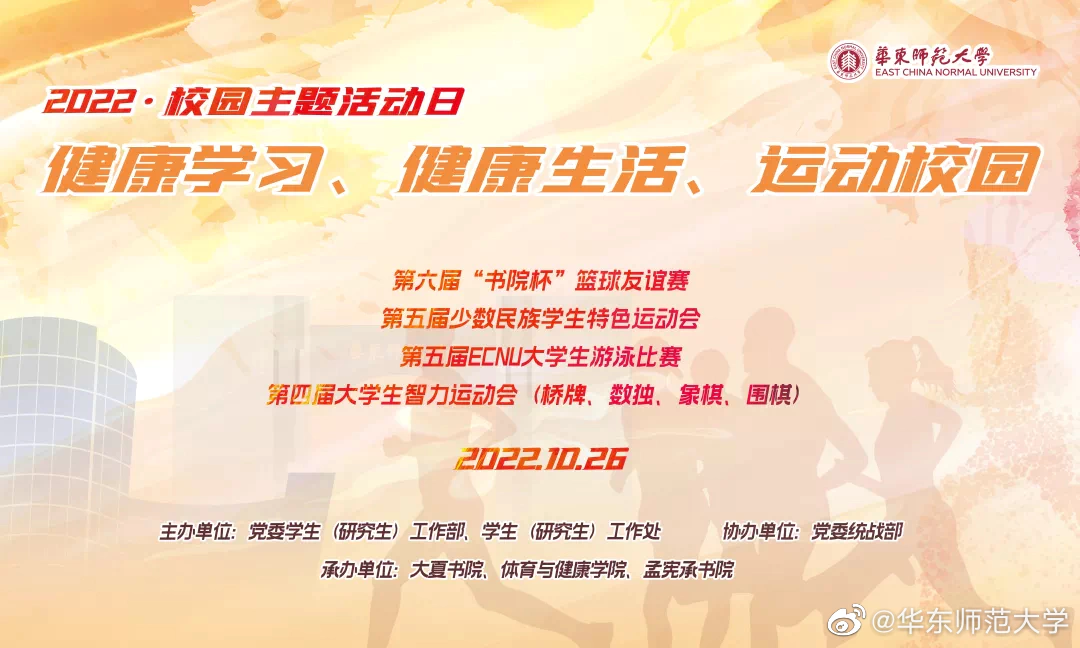 華東師範大學
EAST CHINA NORMAL UNIVERSITY
2022·校园主题活动日
健康学习、健康生活、运动校园
第六届“书院杯”篮球友谊赛
第五届少数民族学生特色运动会
第五届ECNU大学生游泳比赛
第四届大学生智力运动会（桥牌、数独、象棋、围棋）
2022.10.26
主办单位：党委学生（研究生）工作部、学生（研究生）工作处 协办单位：党委统战部
承办单位：大夏书院、体育与健康学院、孟宪承书院
@华东师范大学